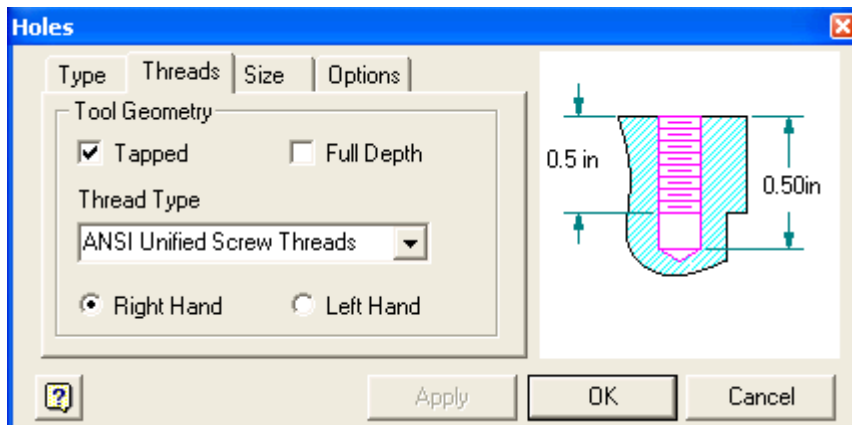 Holes
Type Threads Size Options
Tool Geometry
Tapped Full Depth
Thread Type
ANSI Unified Screw Threads
Right Hand Left Hand
0.5 in
0.50in
? Apply OK Cancel